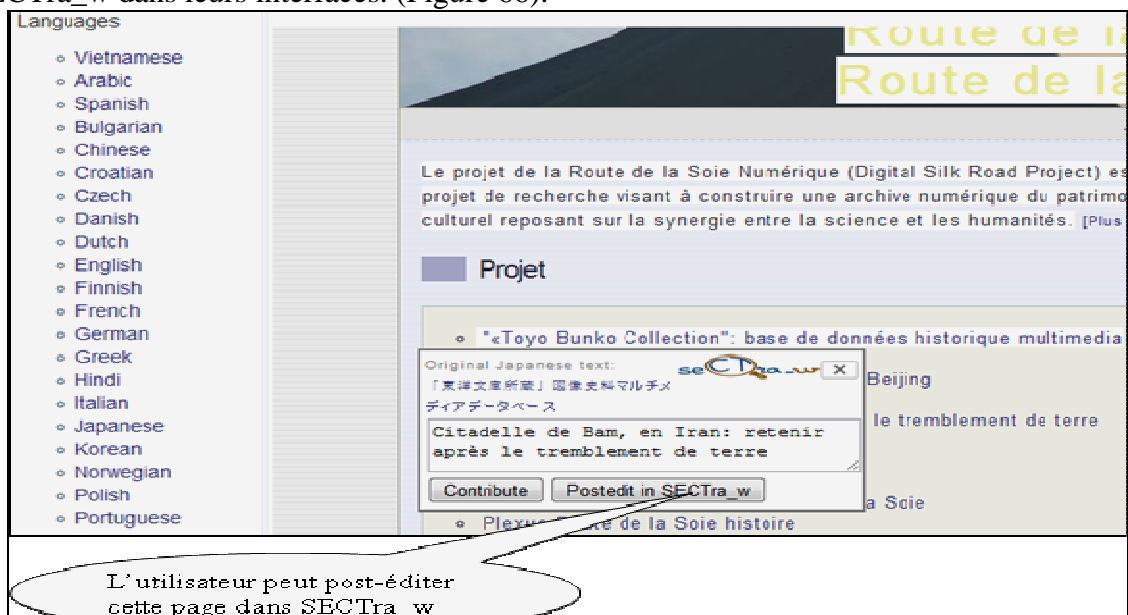 SECTra_w dans leurs interfaces. (Figure 66).
Languages
Vietnamese
Arabic
Spanish
Bulgarian
Chinese
Croatian
Czech
Danish
Dutch
English
Finnish
French
German
Greek
Hindi
Italian
Japanese
Korean
Norwegian
Polish
Portuguese
Route de la
Route de la
Le projet de la Route de la Soie Numérique (Digital Silk Road Project) es
projet de recherche visant à construire une archive numérique du patrimo
culturel reposant sur la synergie entre la science et les humanités. [Plus
Projet
"«Toyo Bunko Collection": base de données historique multimedia
Beijing
le tremblement de terre
Original Japanese text:
seCTra_w
X
「東洋文庫所蔵」図像史料マルチメ
ディアデータベース
Citadelle de Bam, en Iran: retenir
après le tremblement de terre
Contribute
Postedit in SECTra_w
a Soie
de la Soie histoire
L'utilisateur peut post-éditer
cette page dans SECTra_w